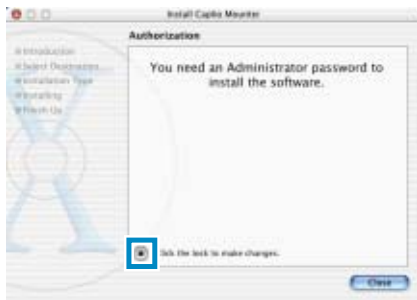 Install Caplio Mounter
Authorization
Introduction
Select Destination
Installation Type
Installing
Finish Up
You need an Administrator password to
install the software.
Click the lock to make changes.
Close